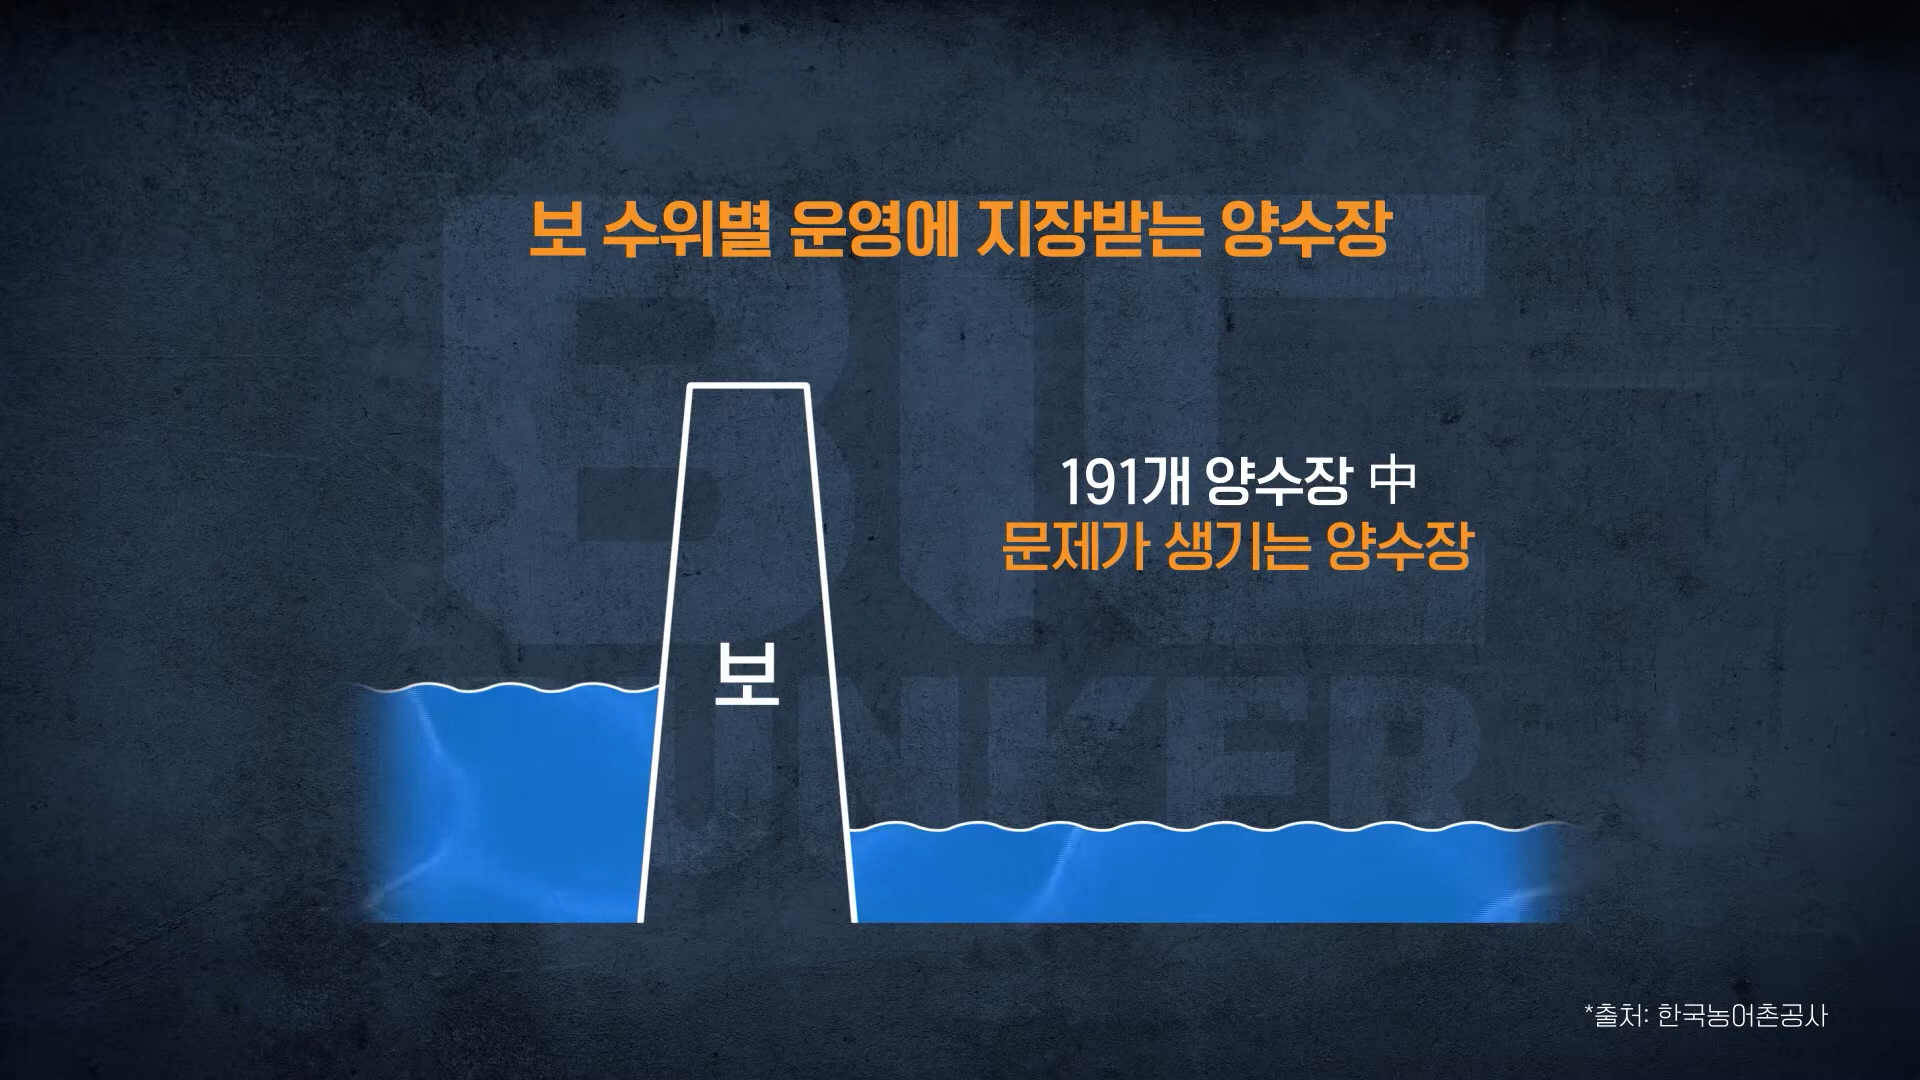 보 수위별 운영에 지장받는 양수장
191개 양수장 中
문제가 생기는 양수장
보
BIG
BUNKER
*출처: 한국농어촌공사